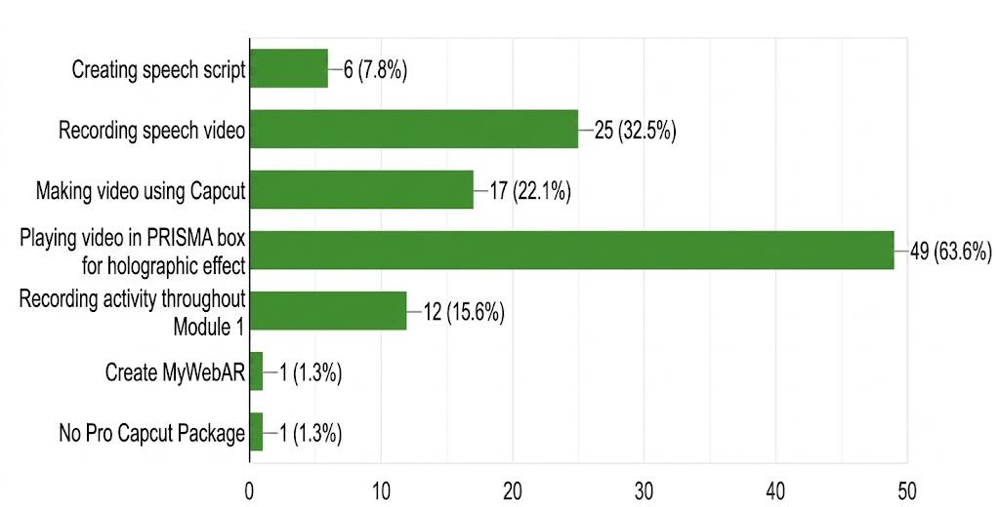 Creating speech script
6 (7.8%)
Recording speech video
25 (32.5%)
Making video using Capcut
17 (22.1%)
Playing video in PRISMA box
for holographic effect
49 (63.6%)
Recording activity throughout
Module 1
12 (15.6%)
Create MyWebAR
1 (1.3%)
No Pro Capcut Package
1 (1.3%)
0 10 20 30 40 50